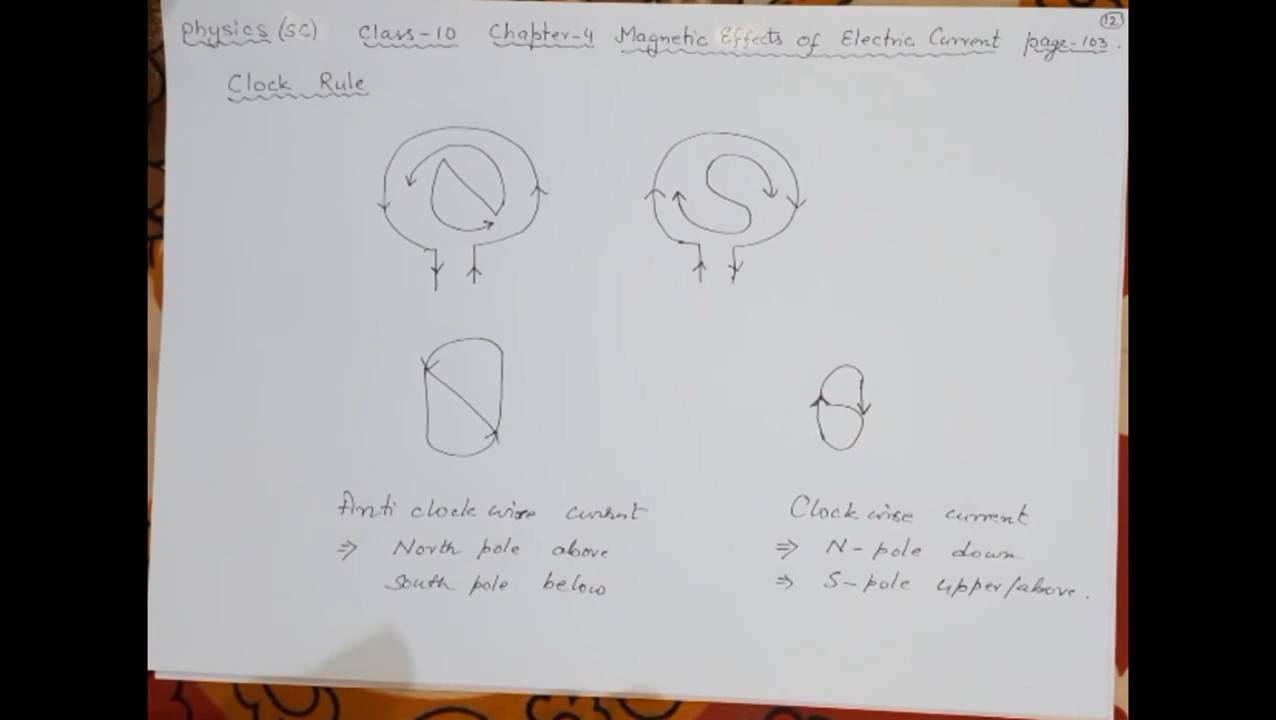 12
Physics (SC) Class-10 Chapter-4 Magnetic Effects of Electric Current page-103.
Clock Rule
N S
Anti clock wise current
⇒ North pole above
South pole below
Clock wise current
⇒ N-pole down
⇒ S-pole upper/above.